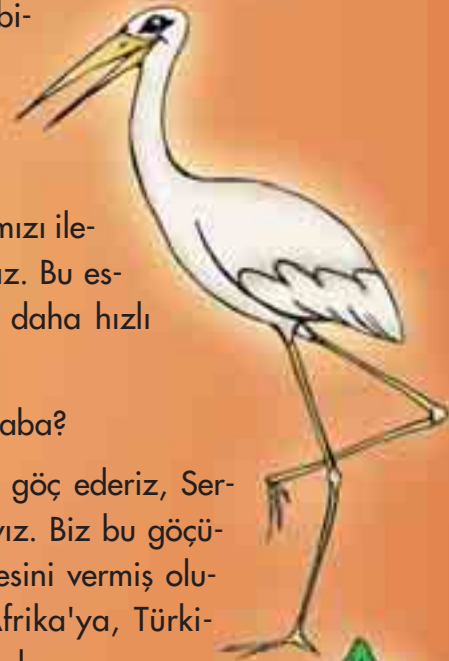 bi-
mızı ile-
ız. Bu es-
daha hızlı
aba?
göç ederiz, Ser-
yız. Biz bu göçü-
esini vermiş olu-
frika'ya, Türki-